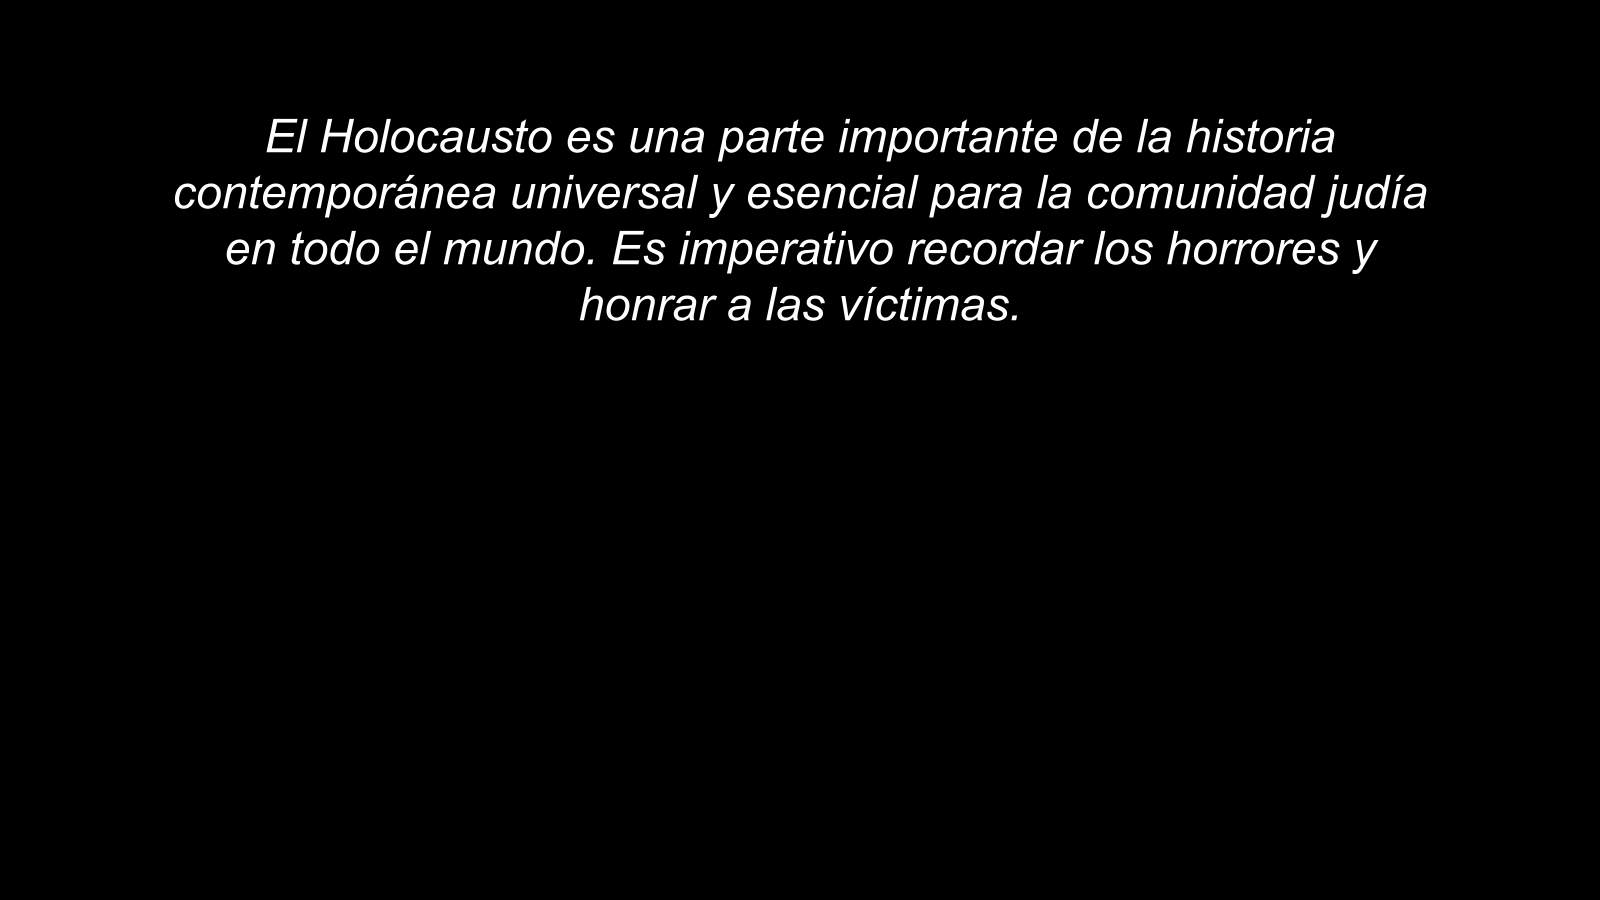 El Holocausto es una parte importante de la historia
contemporánea universal y esencial para la comunidad judía
en todo el mundo. Es imperativo recordar los horrores y
honrar a las víctimas.